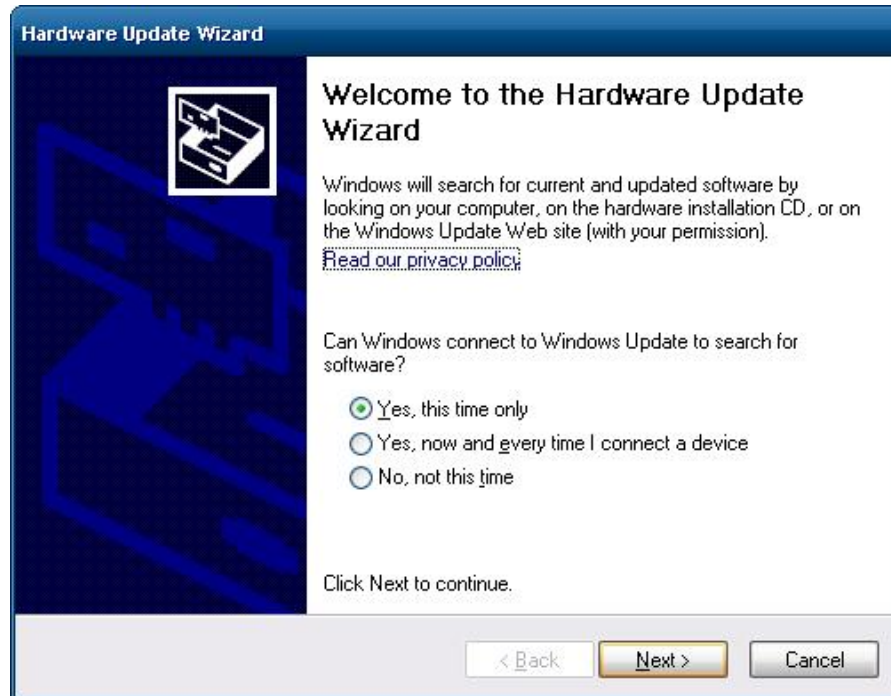 Hardware Update Wizard
Welcome to the Hardware Update
Wizard
Windows will search for current and updated software by
looking on your computer, on the hardware installation CD, or on
the Windows Update Web site (with your permission).
Read our privacy policy
Can Windows connect to Windows Update to search for
software?
Yes, this time only
Yes, now and every time I connect a device
No, not this time
Click Next to continue.
< Back
Next >
Cancel